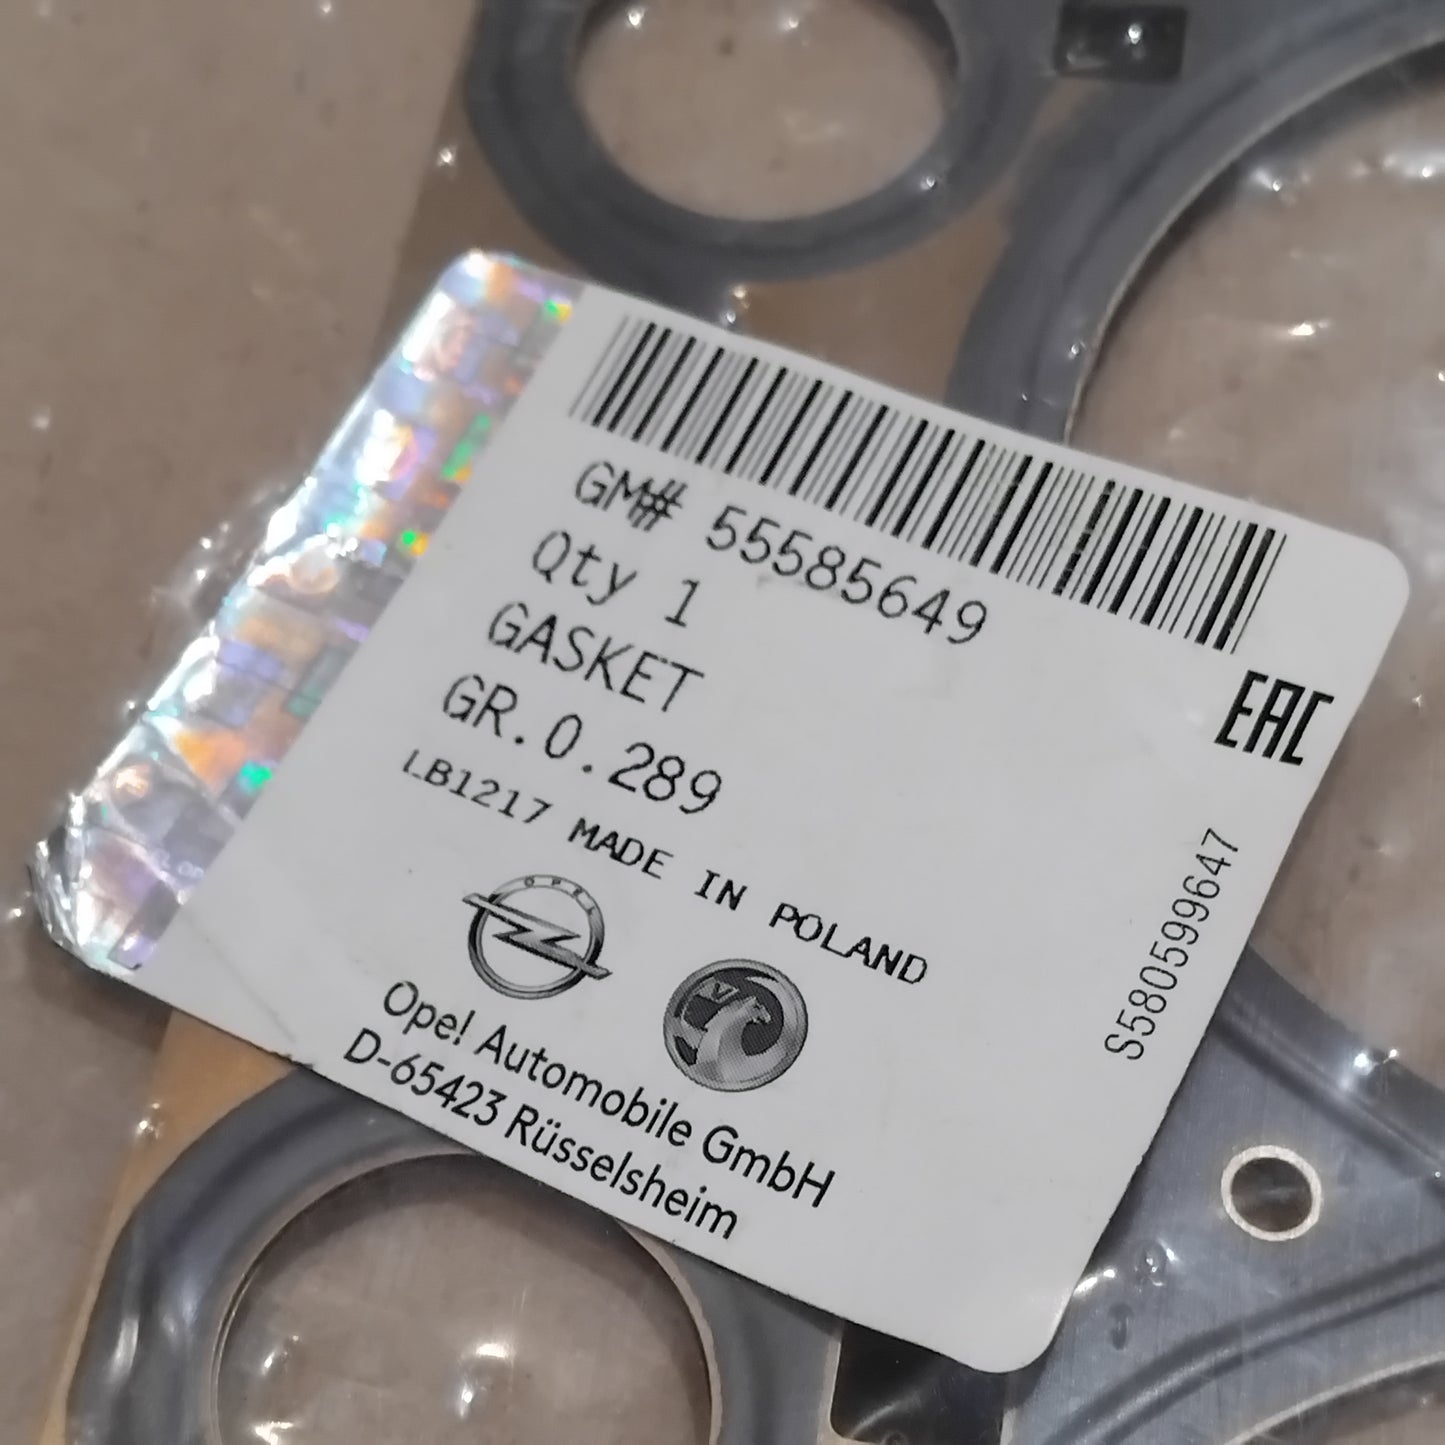 GM# 55585649
Qty 1
GASKET
GR.0.289
LB1217 MADE IN POLAND
EAC
S580599647
OPEL
Opel Automobile GmbH
D-65423 Rüsselsheim